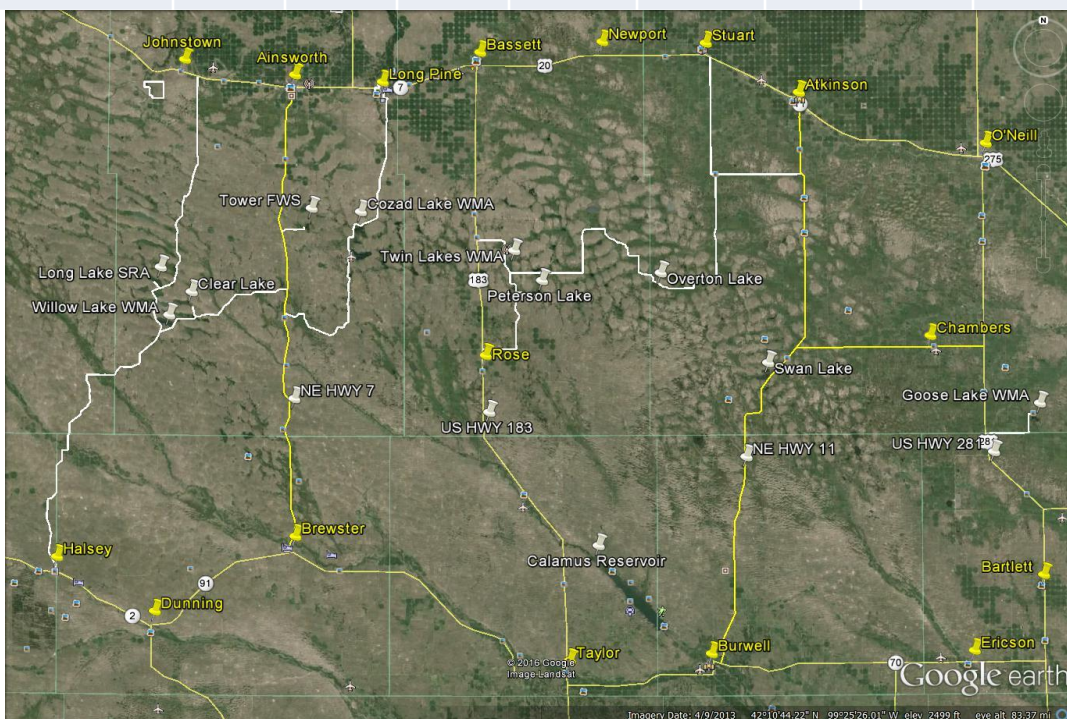 N
Johnstown
Ainsworth
Bassett
Newport
Stuart
20
Long Pine
7
Atkinson
O'Neill
275
Tower FWS
Cozad Lake WMA
Twin Lakes WMA
Long Lake SRA
Clear Lake
183
Peterson Lake
Overton Lake
Willow Lake WMA
Chambers
Rose
Swan Lake
NE HWY 7
Goose Lake WMA
US HWY 183
US HWY 281
281
NE HWY 11
Brewster
Halsey
Calamus Reservoir
Bartlett
91
Dunning
2
Taylor
Burwell
Ericson
© 2016 Google
Image Landsat
70
Google earth
Imagery Date: 4/9/2013 42°10'44.22" N 99°25'26.01" W elev 2499 ft eye alt 83.37 mi